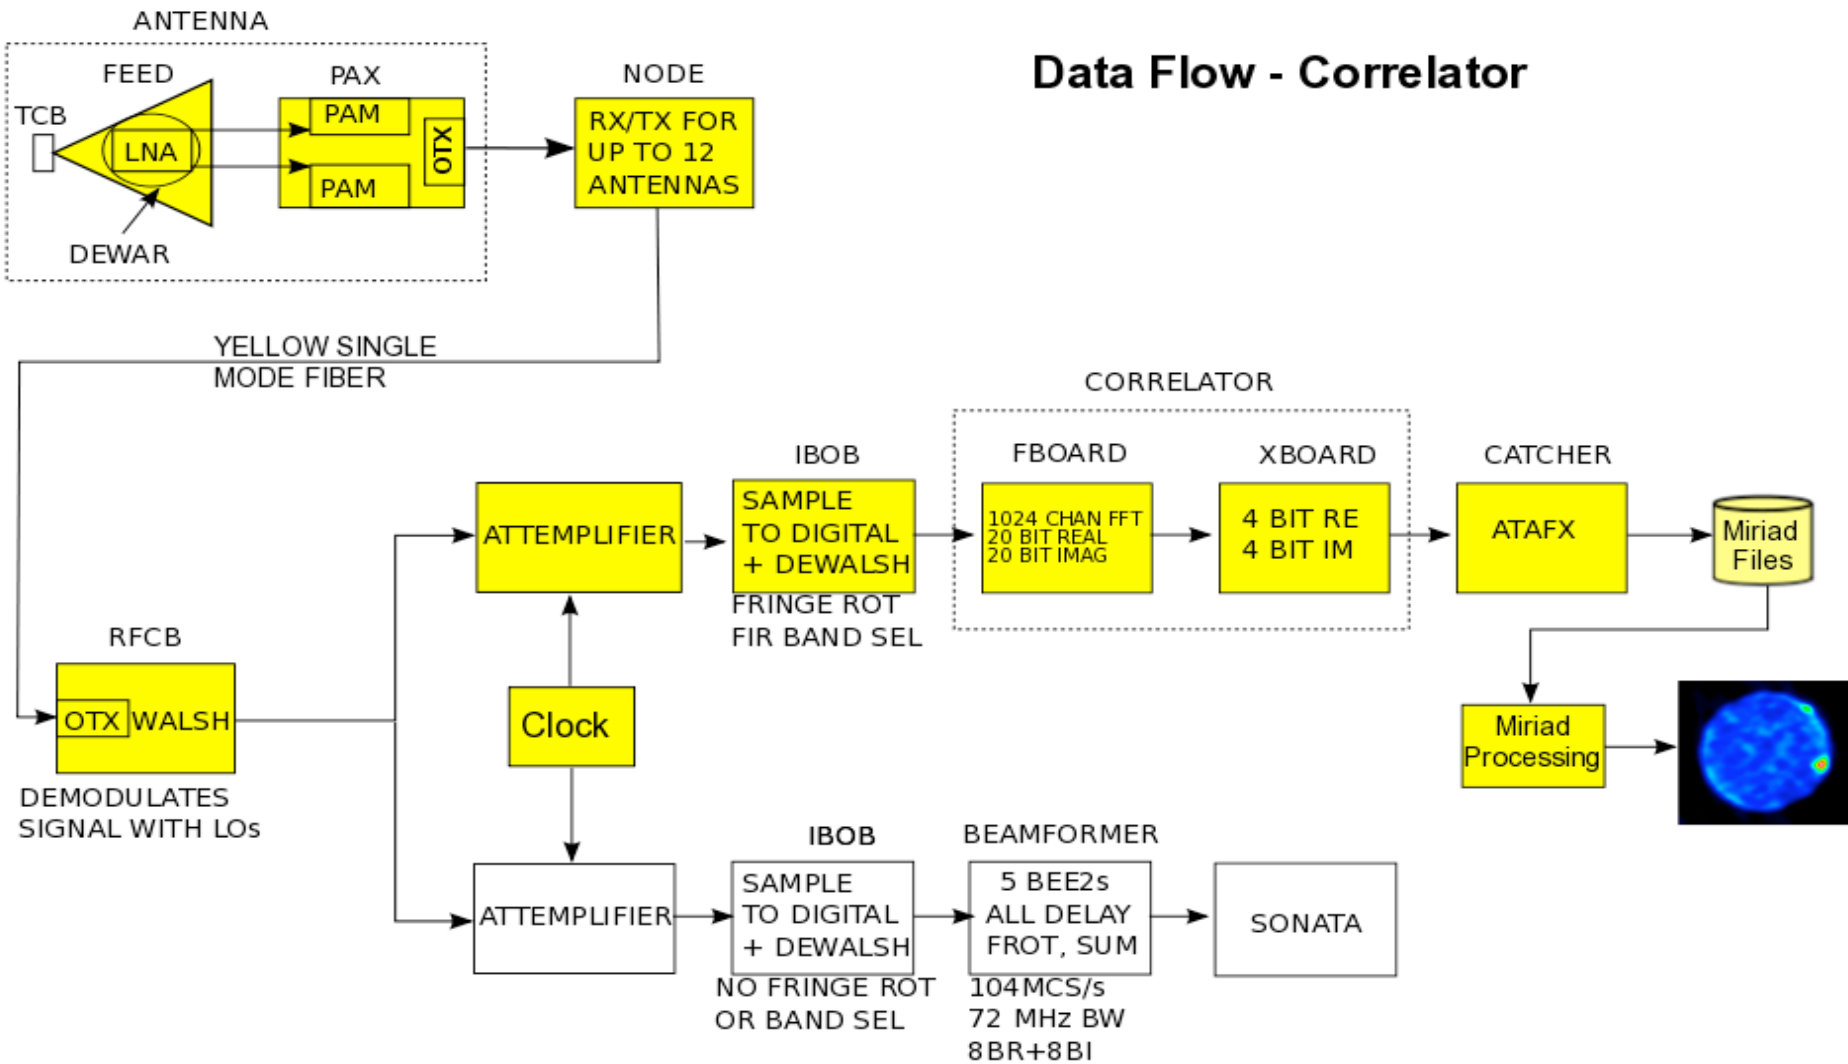 ANTENNA
Data Flow - Correlator
FEED
PAX
NODE
TCB
LNA
PAM
PAM
OTX
RX/TX FOR
UP TO 12
ANTENNAS
DEWAR
YELLOW SINGLE
MODE FIBER
CORRELATOR
IBOB
FBOARD
XBOARD
CATCHER
ATTEMPLIFIER
SAMPLE
TO DIGITAL
+ DEWALSH
FRINGE ROT
FIR BAND SEL
1024 CHAN FFT
20 BIT REAL
20 BIT IMAG
4 BIT RE
4 BIT IM
ATAFX
Miriad
Files
RFCB
OTX
WALSH
DEMODULATES
SIGNAL WITH LOs
Clock
Miriad
Processing
IBOB
BEAMFORMER
ATTEMPLIFIER
SAMPLE
TO DIGITAL
+ DEWALSH
NO FRINGE ROT
OR BAND SEL
5 BEE2s
ALL DELAY
FROT, SUM
104MCS/s
72 MHz BW
8BR+8BI
SONATA